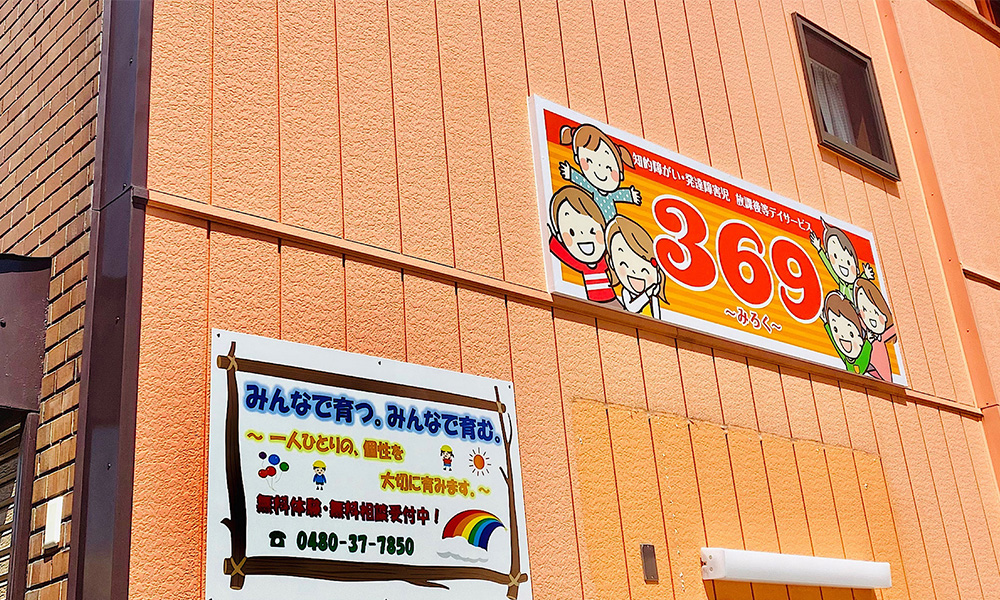 知的障がい・発達障害児 放課後等デイサービス
369
～みろく～
みんなで育つ。みんなで育む。
～一人ひとりの、個性を
大切に育みます。～
無料体験・無料相談受付中！
☎ 0480-37-7850